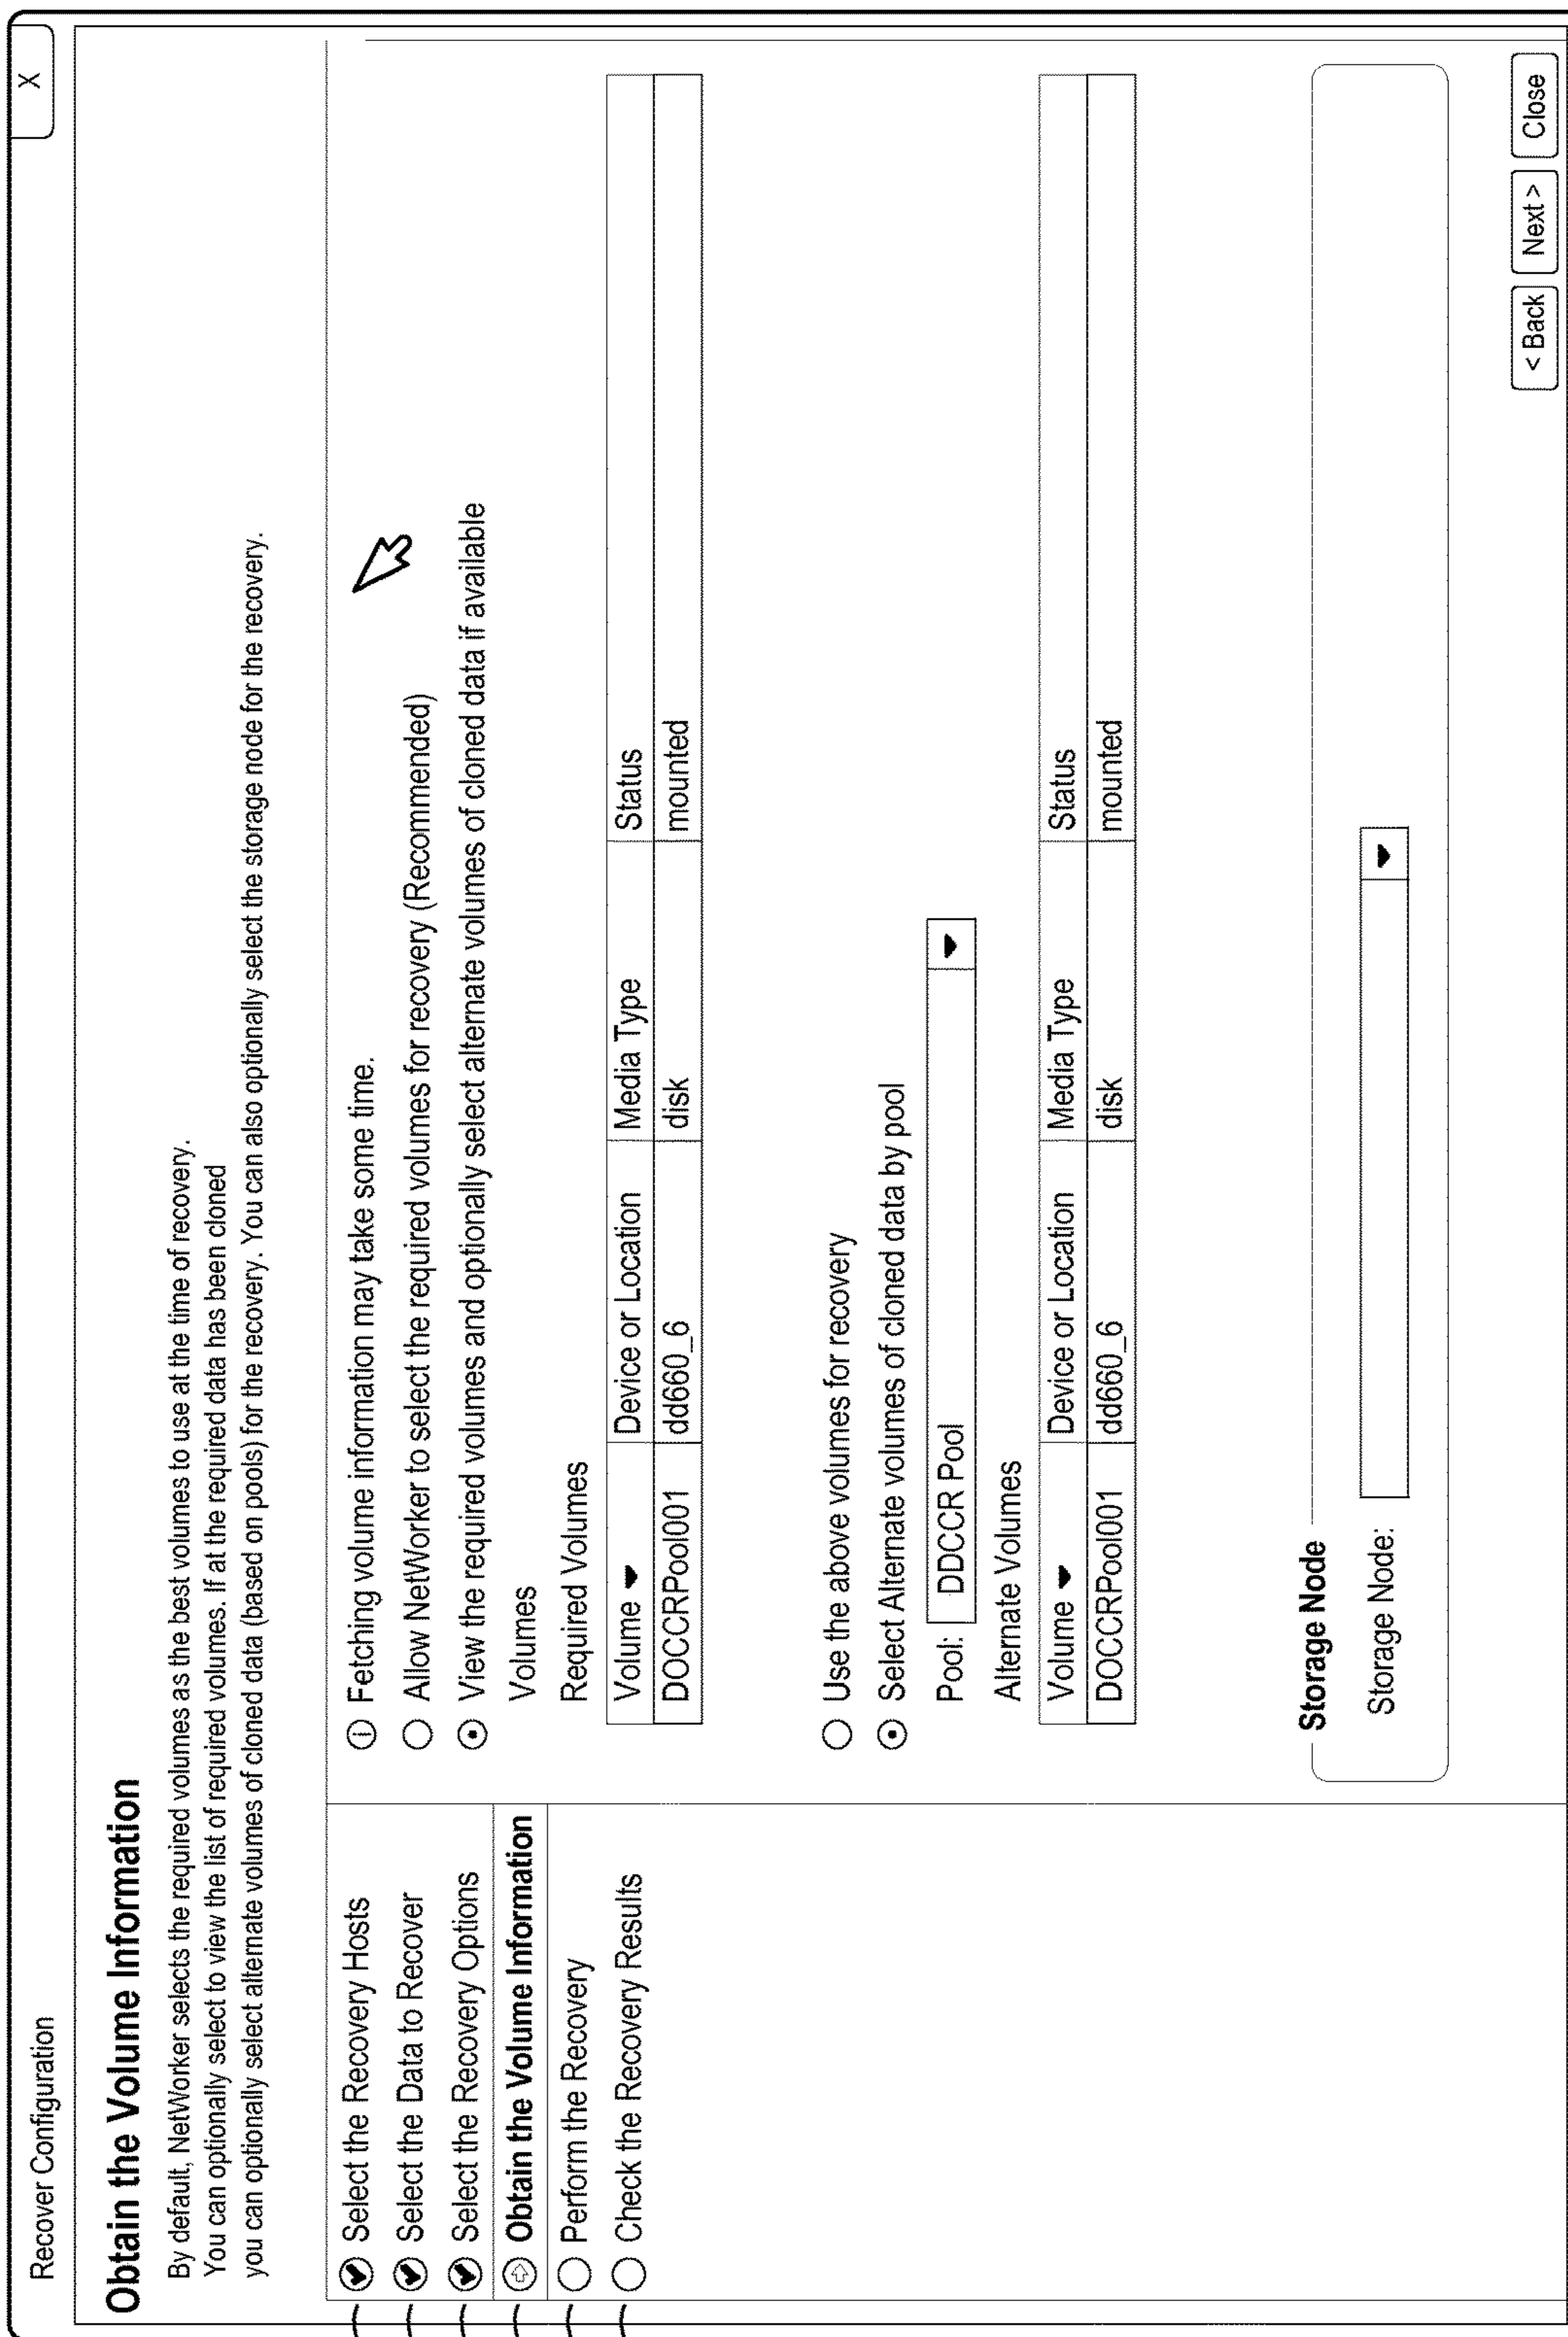 Recover Configuration
X
Obtain the Volume Information
By default, NetWorker selects the required volumes as the best volumes to use at the time of recovery.
You can optionally select to view the list of required volumes. If at the required data has been cloned
you can optionally select alternate volumes of cloned data (based on pools) for the recovery. You can also optionally select the storage node for the recovery.
Select the Recovery Hosts
Select the Data to Recover
Select the Recovery Options
Obtain the Volume Information
Perform the Recovery
Check the Recovery Results
Fetching volume information may take some time.
Allow NetWorker to select the required volumes for recovery (Recommended)
View the required volumes and optionally select alternate volumes of cloned data if available
Volumes
Required Volumes
Volume Device or Location Media Type Status
DOCCRPool001 dd660_6 disk mounted
Use the above volumes for recovery
Select Alternate volumes of cloned data by pool
Pool: DDCCR Pool
Alternate Volumes
Volume Device or Location Media Type Status
DOCCRPool001 dd660_6 disk mounted
Storage Node
Storage Node:
< Back Next > Close